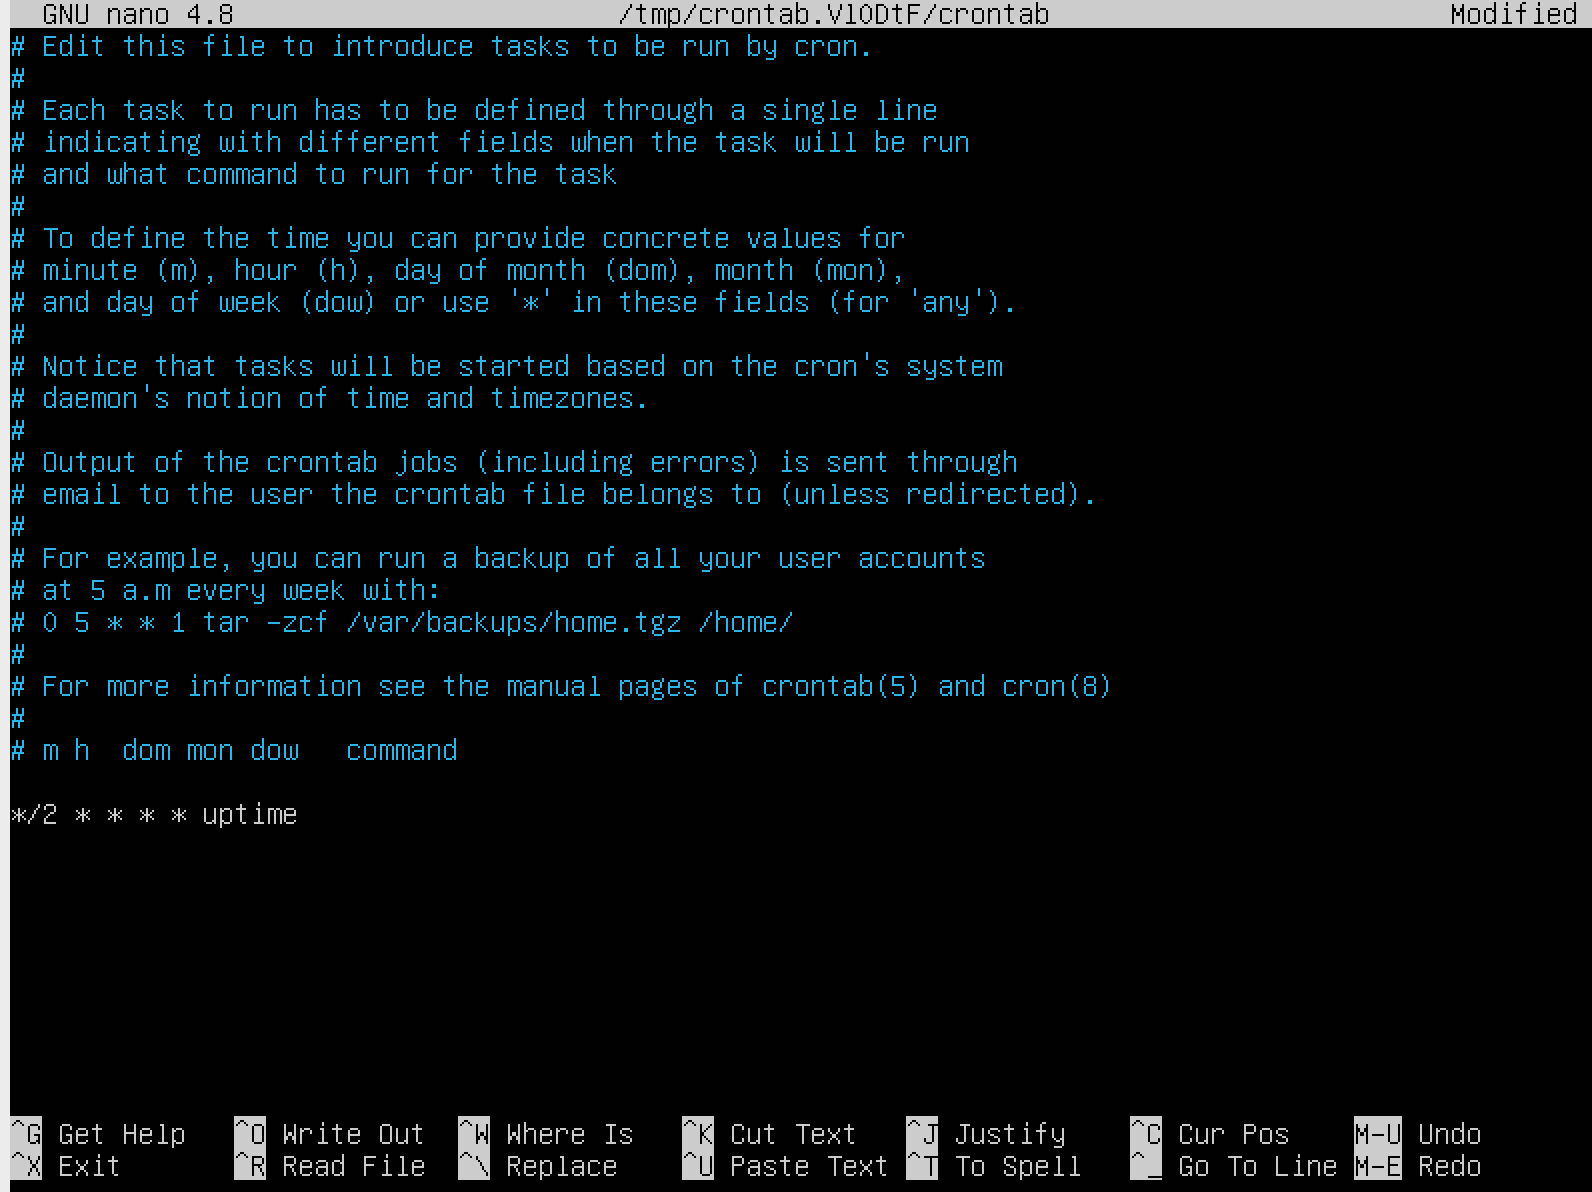 GNU nano 4.8 /tmp/crontab.VlODtF/crontab Modified
# Edit this file to introduce tasks to be run by cron.
#
# Each task to run has to be defined through a single line
# indicating with different fields when the task will be run
# and what command to run for the task
#
# To define the time you can provide concrete values for
# minute (m), hour (h), day of month (dom), month (mon),
# and day of week (dow) or use '*' in these fields (for 'any').
#
# Notice that tasks will be started based on the cron's system
# daemon's notion of time and timezones.
#
# Output of the crontab jobs (including errors) is sent through
# email to the user the crontab file belongs to (unless redirected).
#
# For example, you can run a backup of all your user accounts
# at 5 a.m every week with:
# 0 5 * * 1 tar -zcf /var/backups/home.tgz /home/
#
# For more information see the manual pages of crontab(5) and cron(8)
#
# m h  dom mon dow   command
*/2 * * * * uptime
^G Get Help ^O Write Out ^W Where Is ^K Cut Text ^J Justify ^C Cur Pos M-U Undo
^X Exit ^R Read File ^\ Replace ^U Paste Text ^T To Spell ^_ Go To Line M-E Redo